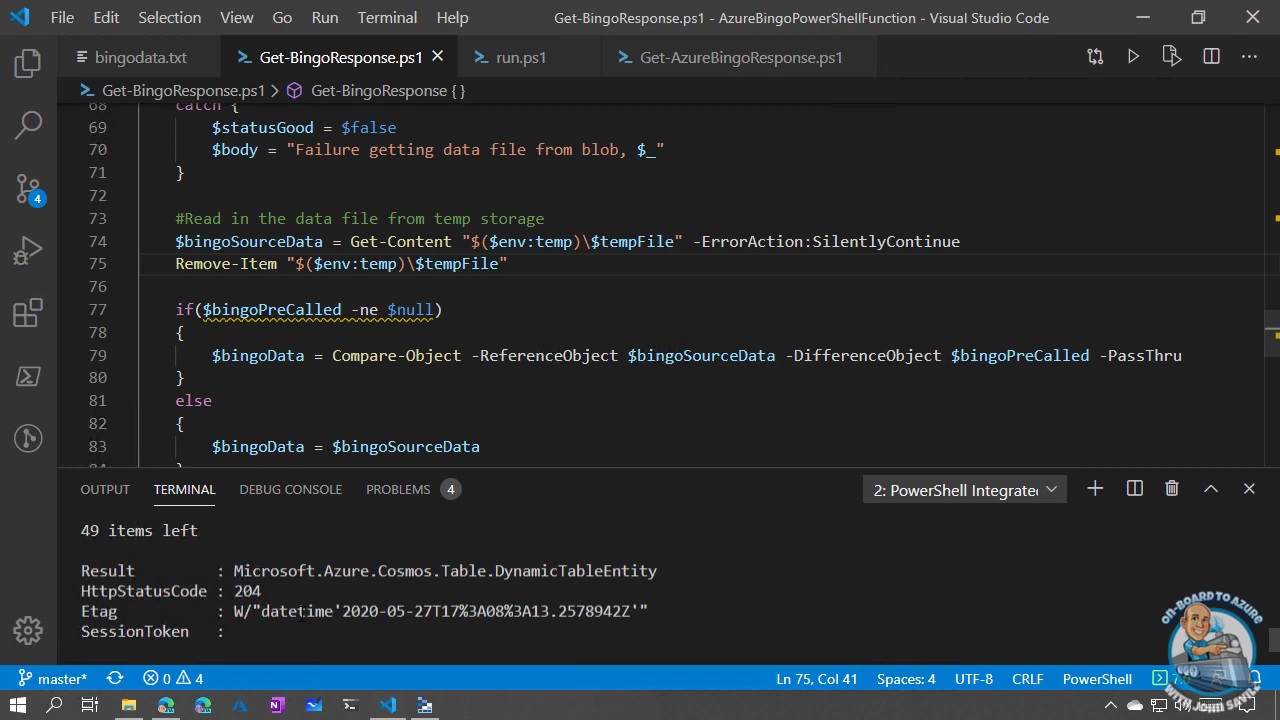 File Edit Selection View Go Run Terminal Help Get-BingoResponse.ps1 - AzureBingoPowerShellFunction - Visual Studio Code
bingodata.txt Get-BingoResponse.ps1 run.ps1 Get-AzureBingoResponse.ps1
Get-BingoResponse.ps1 > Get-BingoResponse { }
68 catch {
69 $statusGood = $false
70 $body = "Failure getting data file from blob, $_"
71 }
72
73 #Read in the data file from temp storage
74 $bingoSourceData = Get-Content "$($env:temp)\$tempFile" -ErrorAction:SilentlyContinue
75 Remove-Item "$($env:temp)\$tempFile"
76
77 if($bingoPreCalled -ne $null)
78 {
79 $bingoData = Compare-Object -ReferenceObject $bingoSourceData -DifferenceObject $bingoPreCalled -PassThru
80 }
81 else
82 {
83 $bingoData = $bingoSourceData
84 }
4
OUTPUT TERMINAL DEBUG CONSOLE PROBLEMS 4 2: PowerShell Integrate
49 items left
Result : Microsoft.Azure.Cosmos.Table.DynamicTableEntity
HttpStatusCode : 204
Etag : W/"datetime'2020-05-27T17%3A08%3A13.2578942Z'"
SessionToken :
ON-BOARD TO AZURE
WITH JOHN SAVILL
master* 0 4 Ln 75, Col 41 Spaces: 4 UTF-8 CRLF PowerShell